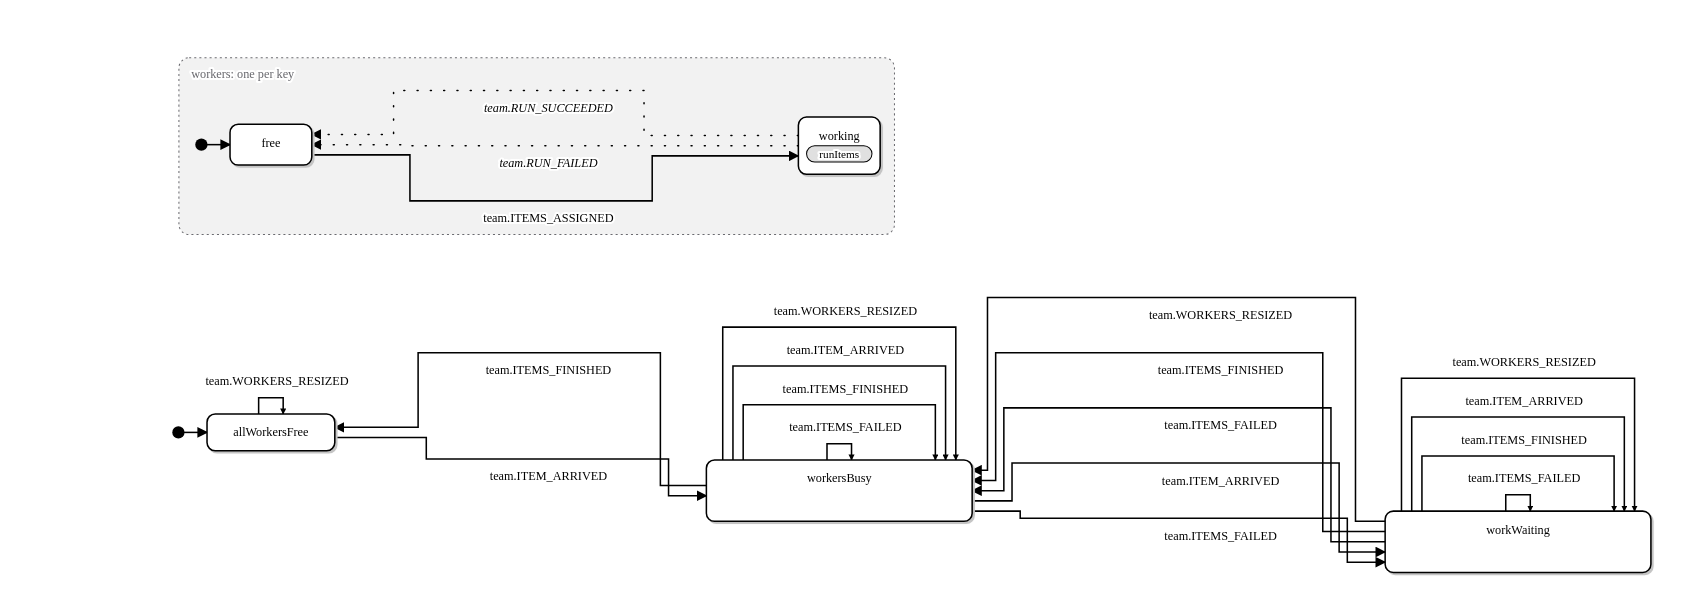 workers: one per key
team.RUN_SUCCEEDED
free
working
runItems
team.RUN_FAILED
team.ITEMS_ASSIGNED
team.WORKERS_RESIZED
team.ITEMS_FINISHED
allWorkersFree
team.ITEM_ARRIVED
team.WORKERS_RESIZED
team.ITEM_ARRIVED
team.ITEMS_FINISHED
team.ITEMS_FAILED
workersBusy
team.WORKERS_RESIZED
team.ITEMS_FINISHED
team.ITEMS_FAILED
team.ITEM_ARRIVED
team.ITEMS_FAILED
team.WORKERS_RESIZED
team.ITEM_ARRIVED
team.ITEMS_FINISHED
team.ITEMS_FAILED
workWaiting